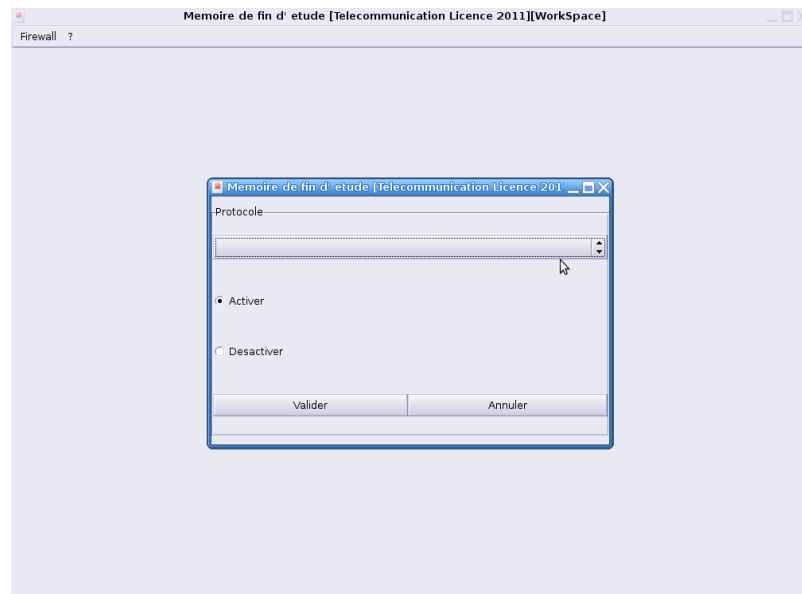 Memoire de fin d' etude [Telecommunication Licence 2011][WorkSpace]
Firewall ?
Memoire de fin d' etude [Telecommunication Licence 201
Protocole
Activer
Desactiver
Valider Annuler